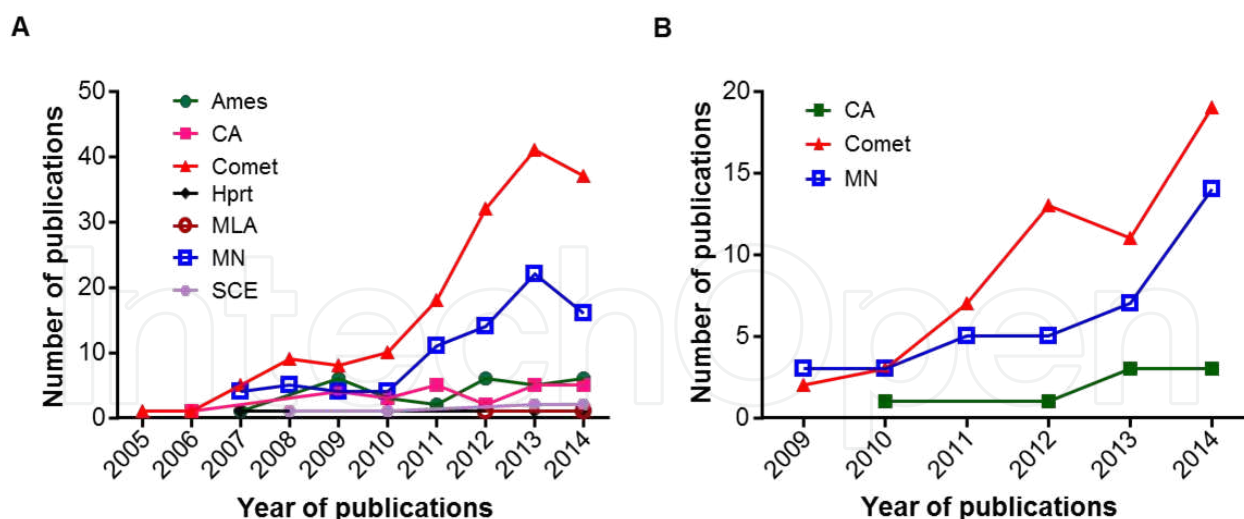 A
B
Number of publications
50
40
30
20
10
0
Ames
CA
Comet
Hprt
MLA
MN
SCE
2005
2006
2007
2008
2009
2010
2011
2012
2013
2014
Year of publications
Number of publications
20
15
10
5
0
CA
Comet
MN
2009
2010
2011
2012
2013
2014
Year of publications
IntechOpen